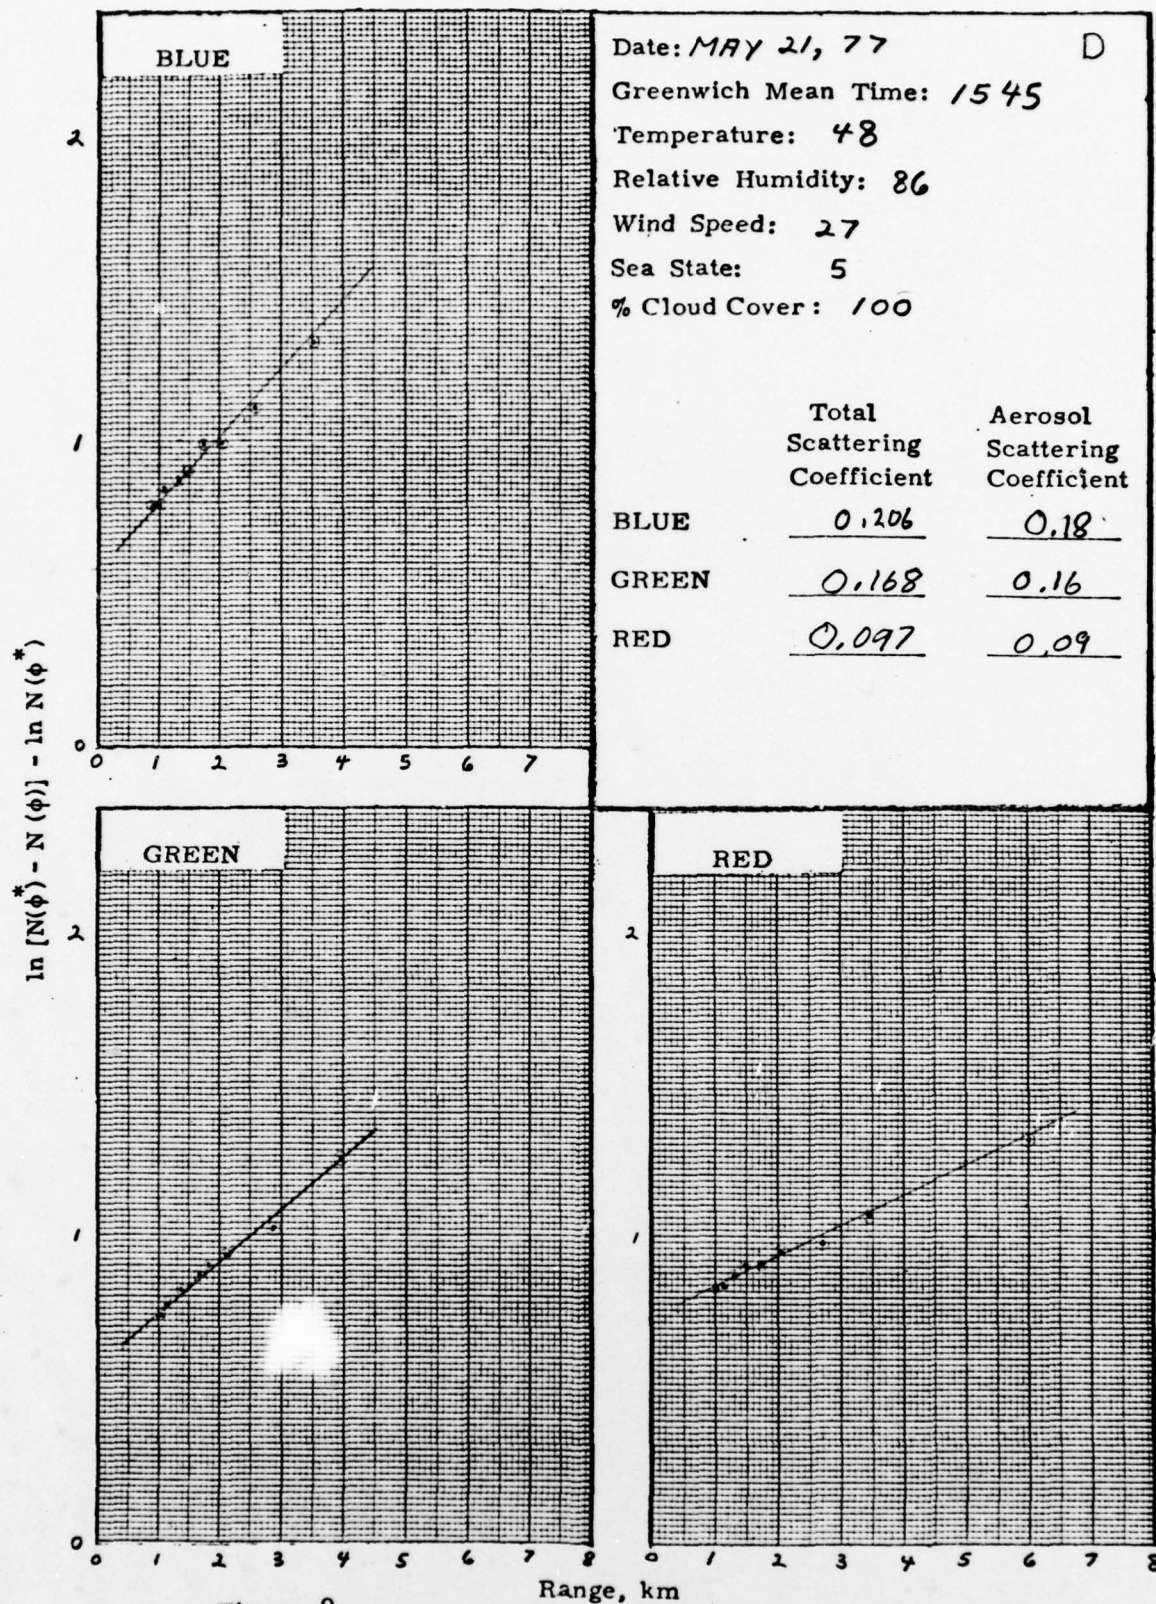 BLUE
2
1
0
0 1 2 3 4 5 6 7
Date: MAY 21, 77 D
Greenwich Mean Time: 1545
Temperature: 48
Relative Humidity: 86
Wind Speed: 27
Sea State: 5
% Cloud Cover: 100
Total Scattering Coefficient
Aerosol Scattering Coefficient
BLUE 0.206 0.18
GREEN 0.168 0.16
RED 0.097 0.09
ln [N(ϕ*) - N (ϕ)] - ln N (ϕ*)
GREEN
2
1
0
0 1 2 3 4 5 6 7 8
RED
2
1
0 1 2 3 4 5 6 7 8
Range, km